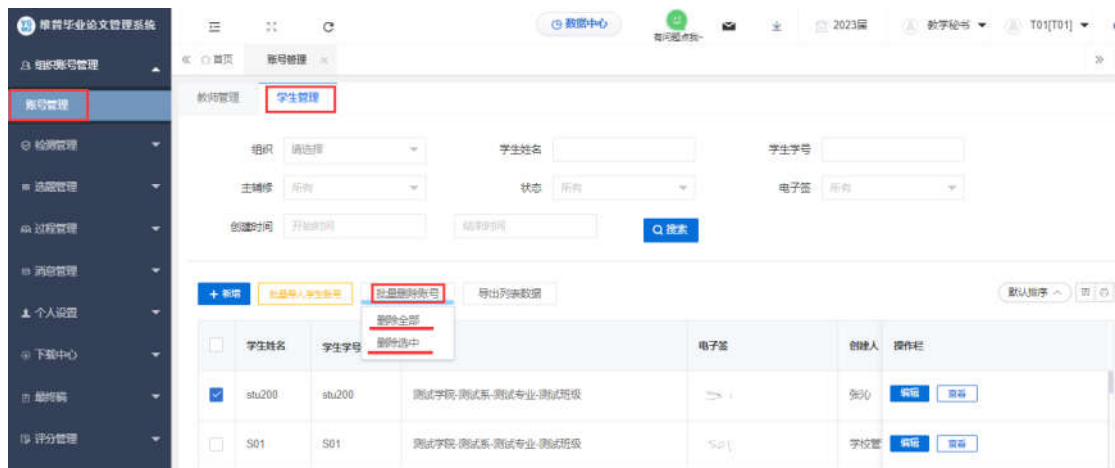 维普毕业论文管理系统
数据中心
有问题点我~
2023届
教学秘书
T01[T01]
组织账号管理
首页
账号管理
账号管理
教师管理
学生管理
检测管理
组织
请选择
学生姓名
学生学号
选题管理
主辅修
所有
状态
所有
电子签
所有
过程管理
创建时间
开始时间
结束时间
搜索
消息管理
+ 新增
批量导入学生账号
批量删除账号
导出列表数据
默认排序
个人设置
删除全部
删除选中
学生姓名
学生学号
电子签
创建人
操作栏
下载中心
最终稿
stu200
stu200
测试学院-测试系-测试专业-测试班级
编辑
查看
评分管理
S01
S01
测试学院-测试系-测试专业-测试班级
S01
学校管
编辑
查看